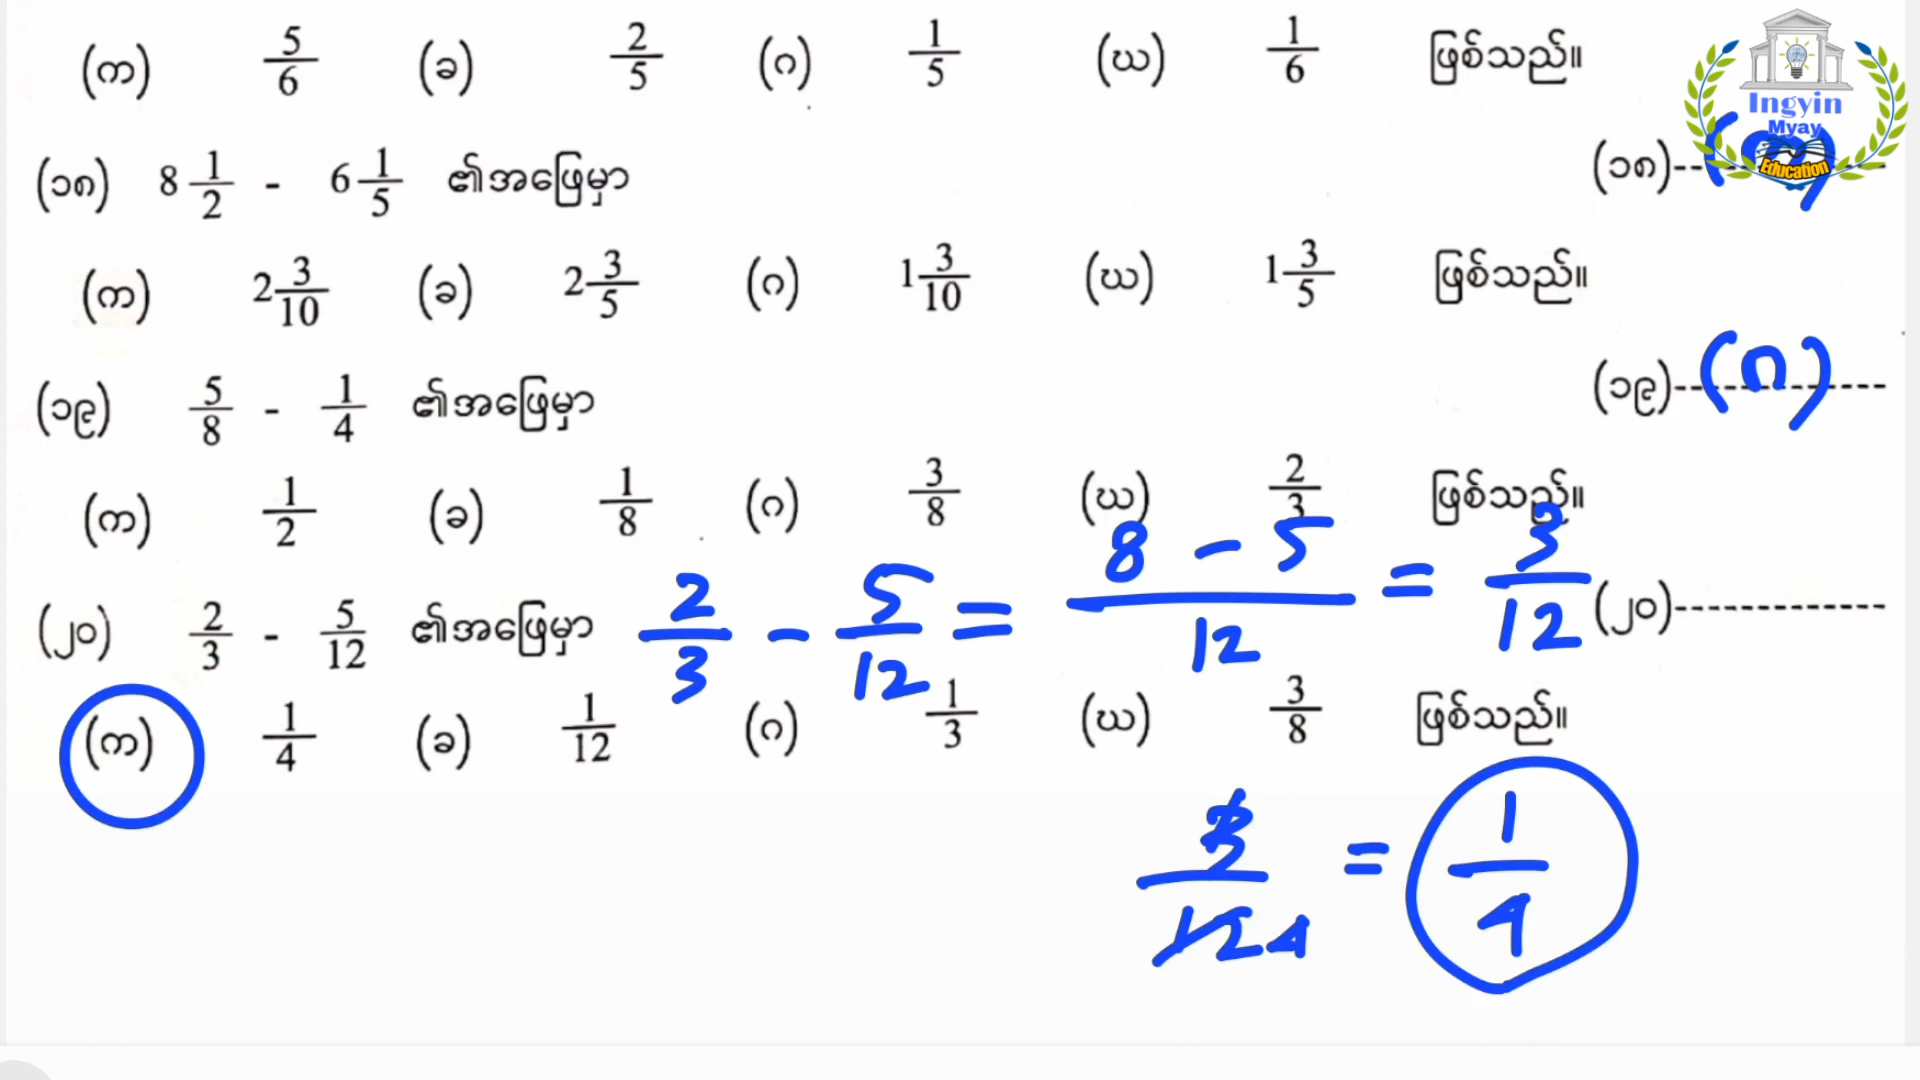 (က) 5/6 (ခ) 2/5 (ဂ) 1/5 (ဃ) 1/6 ဖြစ်သည်။
Ingyin
Myay
Education
(၁၈) 8 1/2 - 6 1/5 ၏အဖြေမှာ (၁၈)-----
(က) 2 3/10 (ခ) 2 3/5 (ဂ) 1 3/10 (ဃ) 1 3/5 ဖြစ်သည်။
(၁၉) 5/8 - 1/4 ၏အဖြေမှာ (၁၉)----- (ဂ)
(က) 1/2 (ခ) 1/8 (ဂ) 3/8 (ဃ) 2/3 ဖြစ်သည်။
(၂၀) 2/3 - 5/12 ၏အဖြေမှာ 2/3 - 5/12 = 8 - 5/12 = 3/12 (၂၀)-------------
(က) 1/4 (ခ) 1/12 (ဂ) 1/3 (ဃ) 3/8 ဖြစ်သည်။
3/12 4 = 1/4